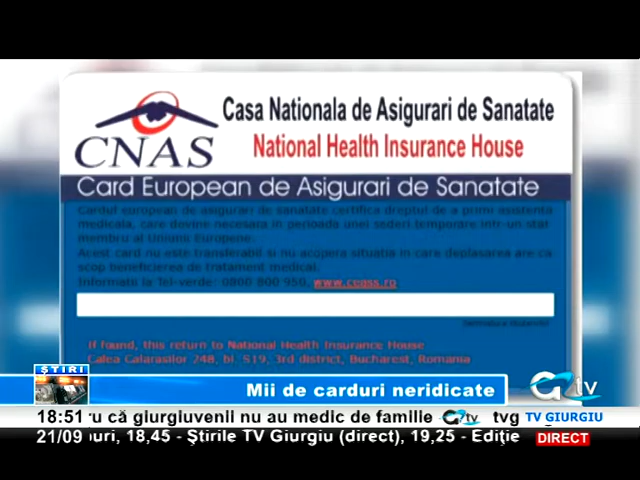 CNAS
Casa Nationala de Asigurari de Sanatate
National Health Insurance House
Card European de Asigurari de Sanatate
Cardul european de asigurari de sanatate certifica dreptul de a primi asistenta
medicala, care devine necesara in perioada unei sederi temporare intr-un stat
membru al Uniunii Europene.
Acest card nu este transferabil si nu acopera situatia in care deplasarea are ca
scop beneficierea de tratament medical.
Informatii la Tel-verde: 0800 800 950,
If found, this return to National Health Insurance House
Calea Calarasilor 248, bl. S19, 3rd district, Bucharest, Romania
ŞTIRI
Mii de carduri neridicate
G2tv
18:51 ru că giurgiuvenii nu au medic de familie G2tv tvg TV GIURGIU
21/09 uri, 18,45 - Ştirile TV Giurgiu (direct), 19,25 - Ediţie DIRECT